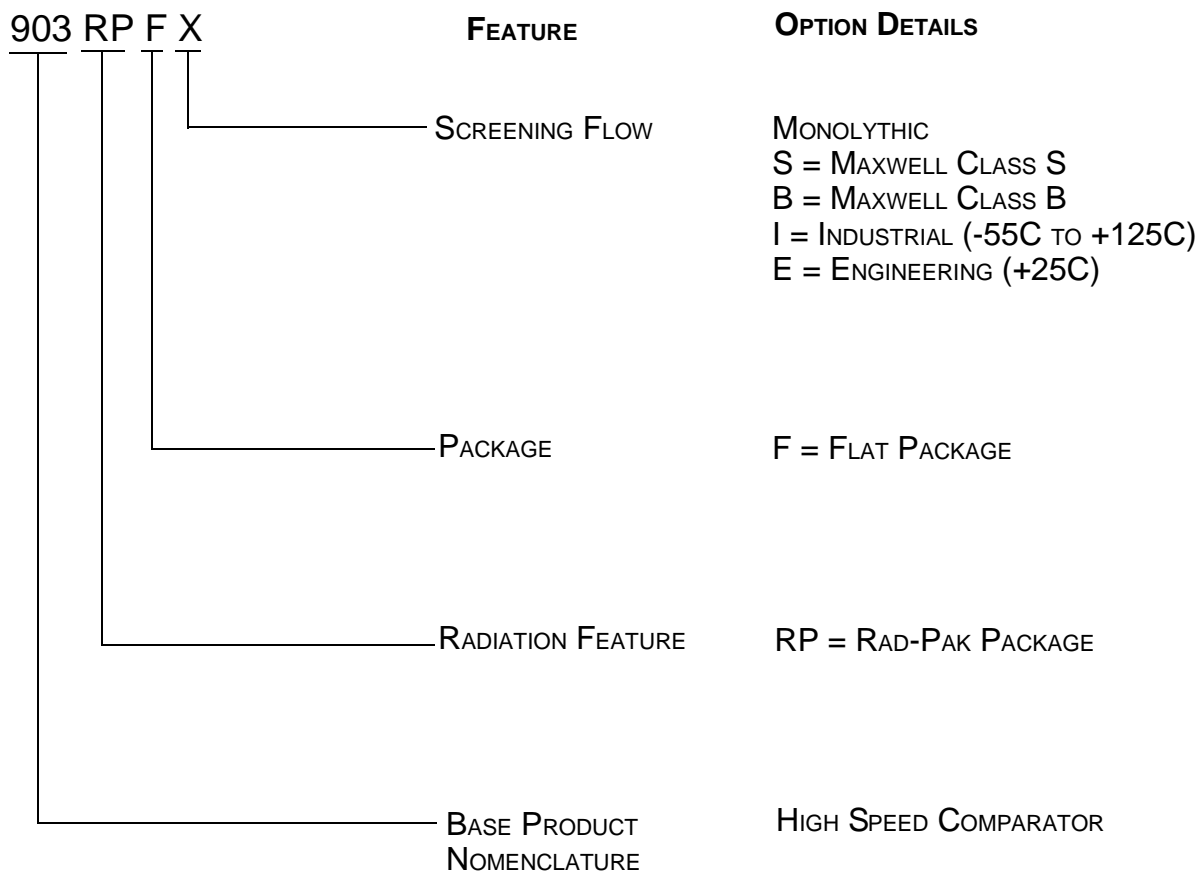 903 RP F X FEATURE OPTION DETAILS
SCREENING FLOW MONOLYTHIC
S = MAXWELL CLASS S
B = MAXWELL CLASS B
I = INDUSTRIAL (-55C TO +125C)
E = ENGINEERING (+25C)
PACKAGE F = FLAT PACKAGE
RADIATION FEATURE RP = RAD-PAK PACKAGE
BASE PRODUCT HIGH SPEED COMPARATOR
NOMENCLATURE